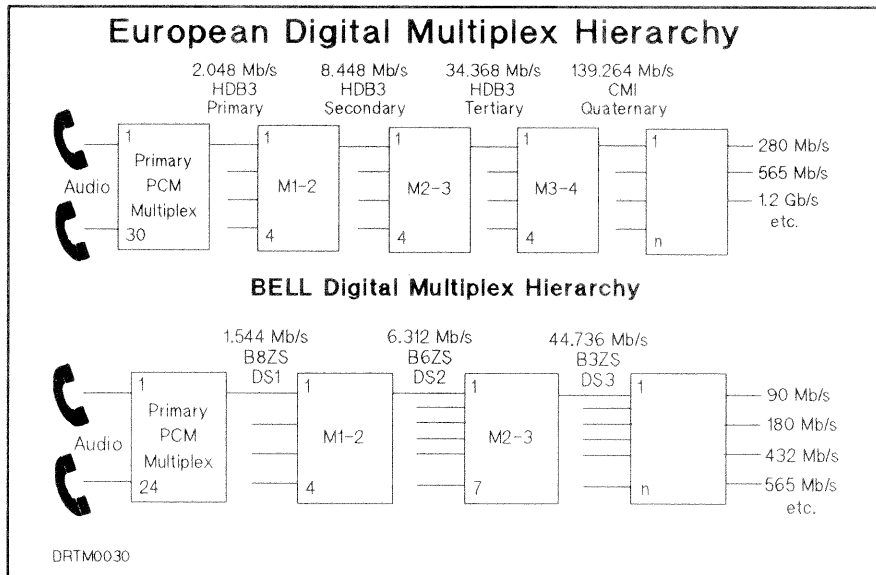 European Digital Multiplex Hierarchy
2.048 Mb/s 8.448 Mb/s 34.368 Mb/s 139.264 Mb/s
HDB3 HDB3 HDB3 CMI
Primary Secondary Tertiary Quaternary
1 1 1 1 1
280 Mb/s
Primary
Audio PCM M1-2 M2-3 M3-4 565 Mb/s
Multiplex 1.2 Gb/s
30 4 4 4 n etc.
BELL Digital Multiplex Hierarchy
1.544 Mb/s 6.312 Mb/s 44.736 Mb/s
B8ZS B6ZS B3ZS
DS1 DS2 DS3
1 1 1 1
90 Mb/s
Primary 180 Mb/s
Audio PCM M1-2 M2-3
Multiplex 432 Mb/s
24 4 7 n 565 Mb/s
etc.
DRTM0030